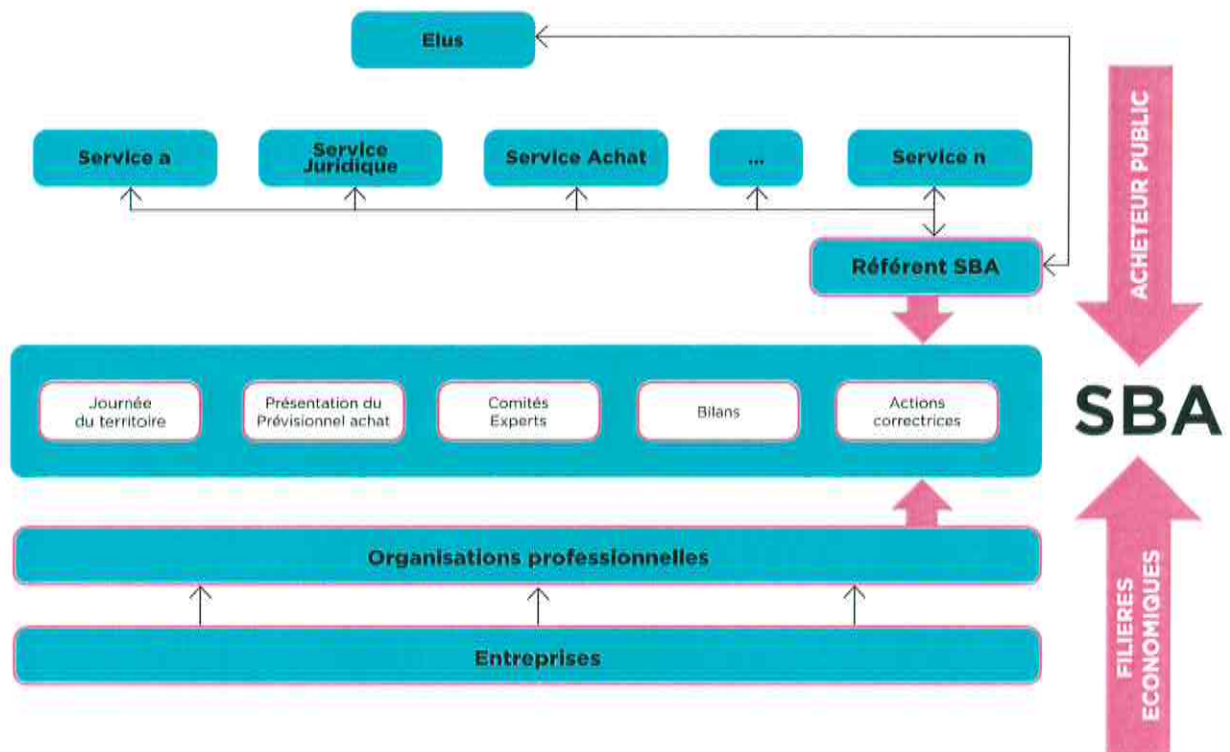 Elus
Service a
Service
Juridique
Service Achat
...
Service n
Référent SBA
ACHETEUR PUBLIC
Journée
du territoire
Présentation du
Prévisionnel achat
Comités
Experts
Bilans
Actions
correctrices
SBA
Organisations professionnelles
Entreprises
FILIERES
ECONOMIQUES